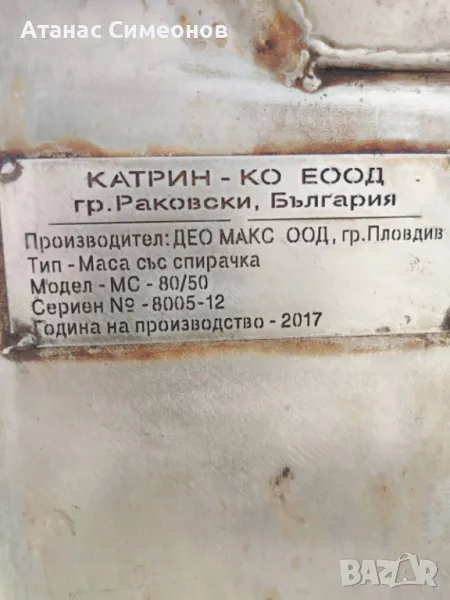 Атанас Симеонов
КАТРИН - КО ЕООД
гр.Раковски, България
Производител: ДЕО МАКС ООД, гр.Пловдив
Тип - Маса със спирачка
Модел - МС - 80/50
Сериен № -8005-12
Година на производство - 2017
BAZAR